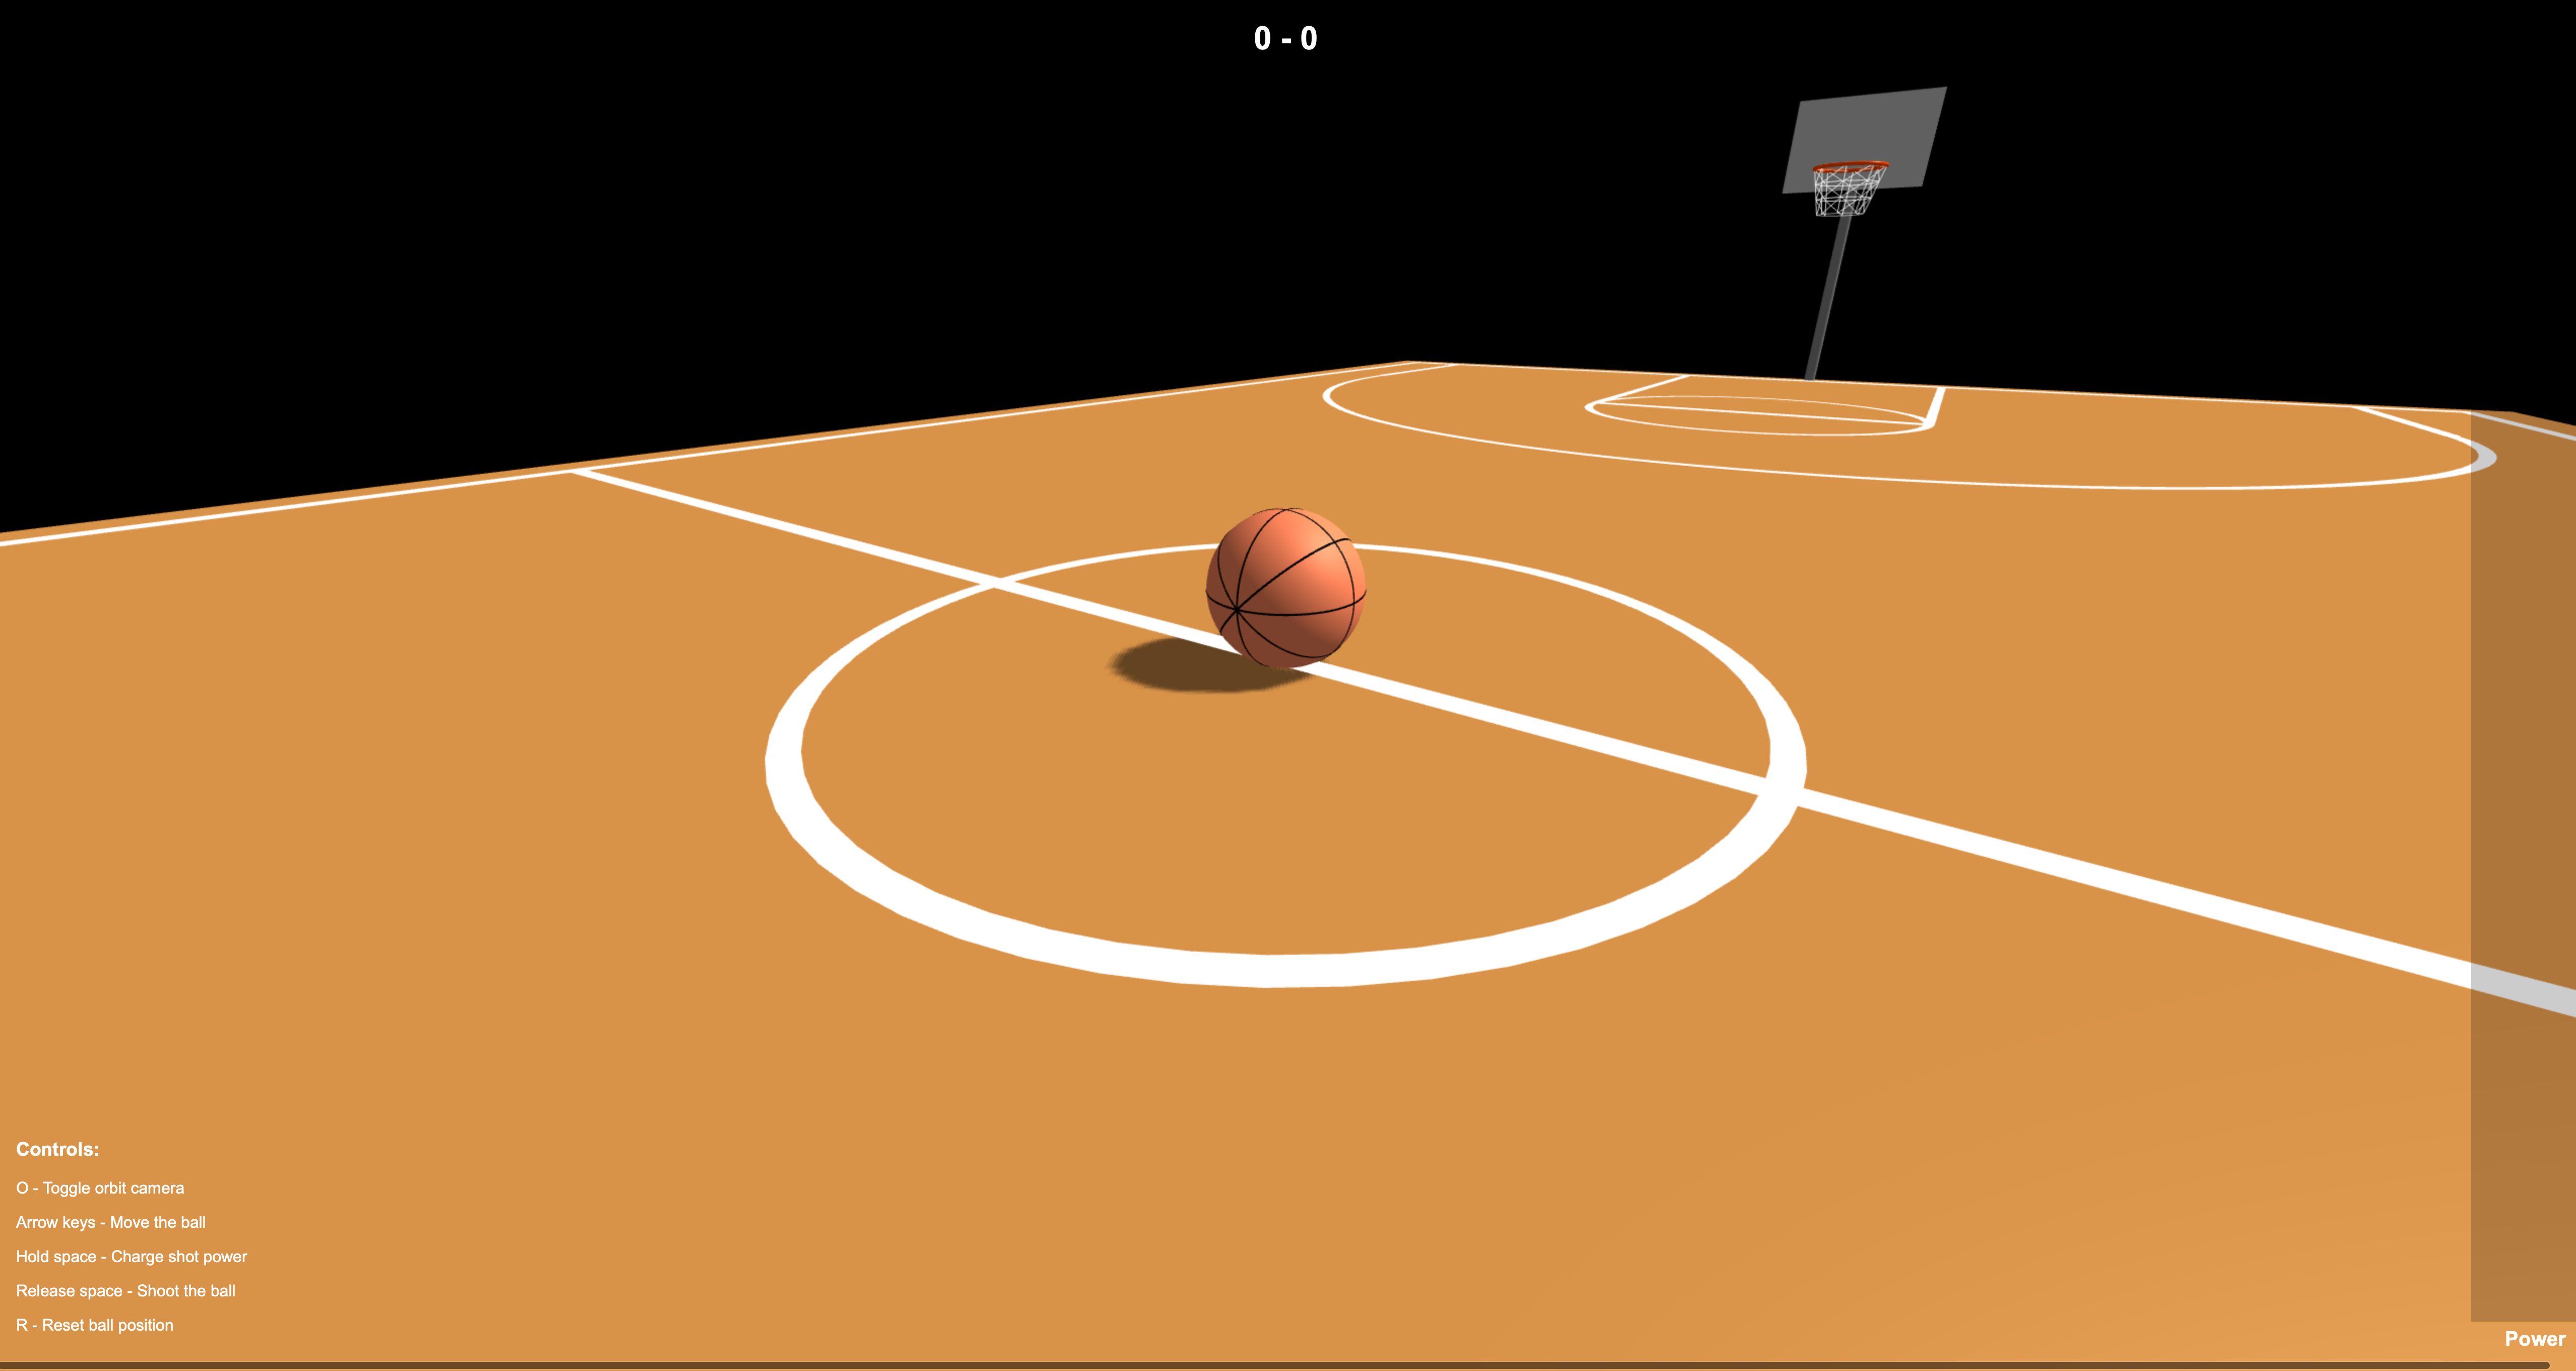 0 - 0
Controls:
O - Toggle orbit camera
Arrow keys - Move the ball
Hold space - Charge shot power
Release space - Shoot the ball
R - Reset ball position
Power